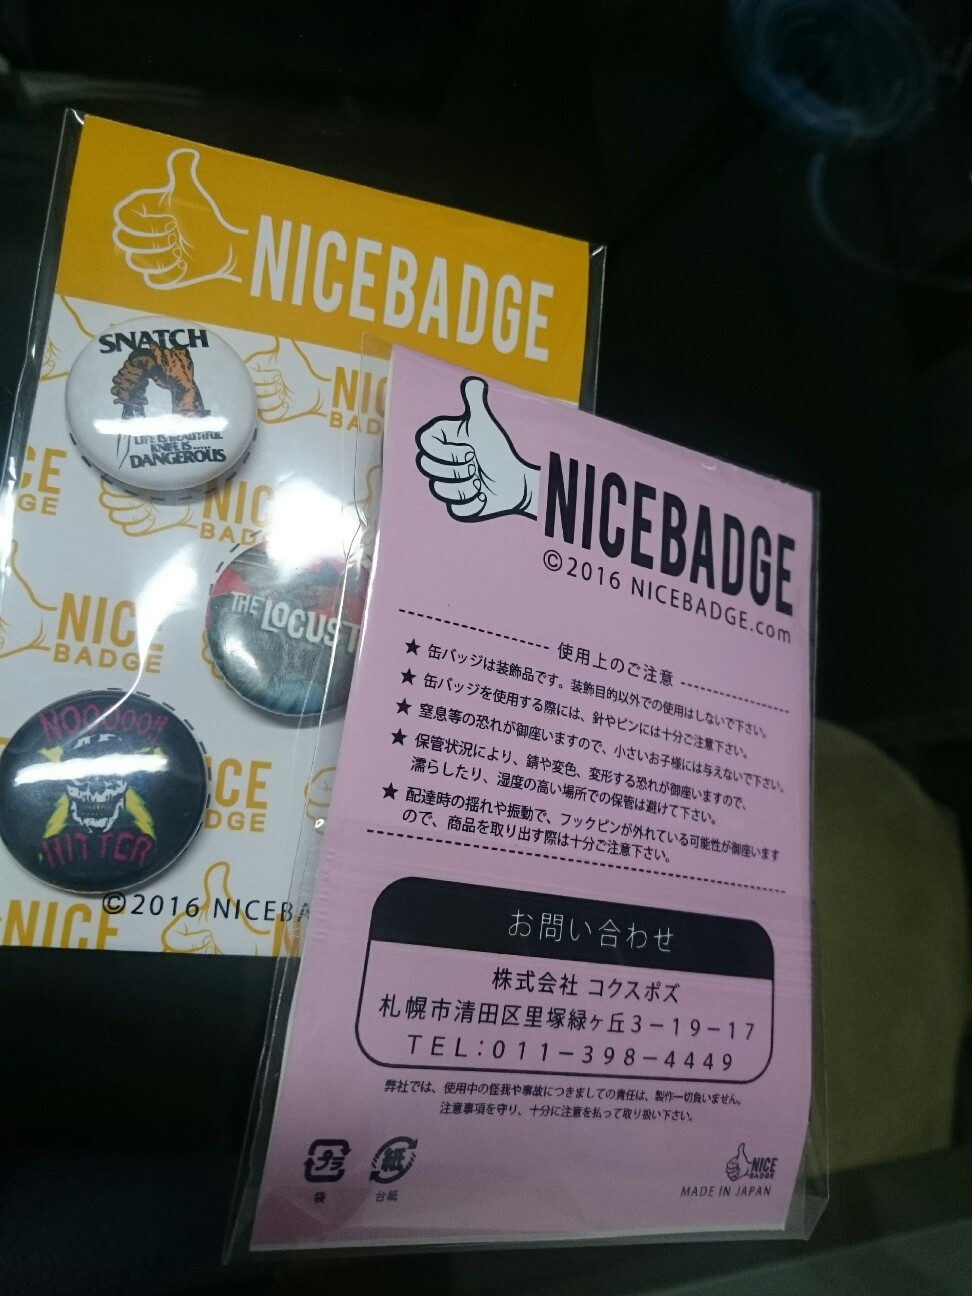 NICEBADGE
SNATCH
LIFE IS BEAUTIFUL
KNIFE IS.....
DANGEROUS
NIC
BAD
CE
GE
NIC
BADG
THE LOCUST
NICE
BADGE
NOOOOO!!
HITTER
ICE
DGE
©2016 NICEBA
NICE
N
NICEBADGE
©2016 NICEBADGE.com
使用上のご注意
★ 缶バッジは装飾品です。装飾目的以外での使用はしないで下さい。
★ 缶バッジを使用する際には、針やピンには十分ご注意下さい。
★ 窒息等の恐れが御座いますので、小さいお子様には与えないで下さい。
★ 保管状況により、錆や変色、変形する恐れが御座いますので、
濡らしたり、湿度の高い場所での保管は避けて下さい。
★ 配達時の揺れや振動で、フックピンが外れている可能性が御座います
ので、商品を取り出す際は十分ご注意下さい。
お問い合わせ
株式会社 コクスポズ
札幌市清田区里塚緑ヶ丘3－19－17
TEL：011－398－4449
弊社では、使用中の怪我や事故につきましての責任は、製作一切負いません。
注意事項を守り、十分に注意を払って取り扱い下さい。
プラ
紙
袋
台紙
NICE
BADGE
MADE IN JAPAN